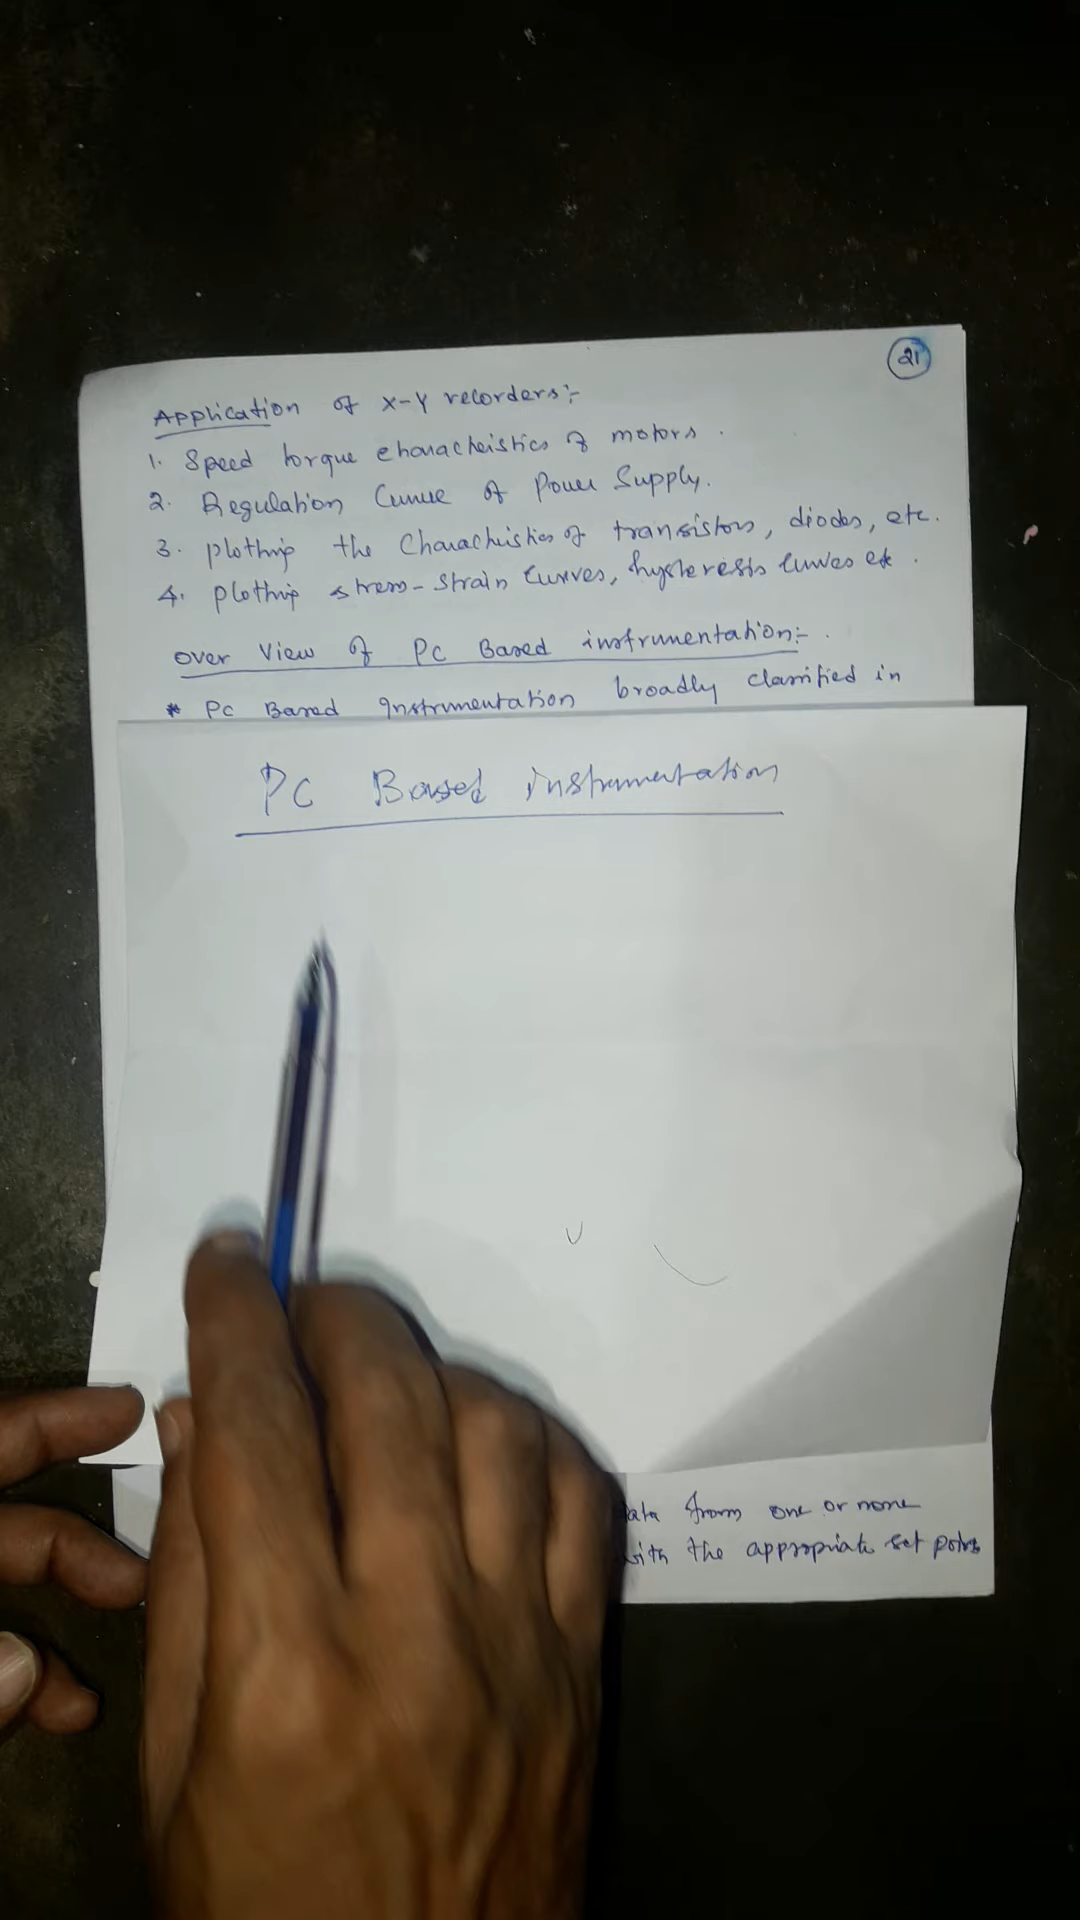 21
Application of X-Y recorders:-
1. Speed torque characteristics of motors.
2. Regulation Curve of Power Supply.
3. plotting the Characteristics of transistors, diodes, etc.
4. plotting stress-strain curves, hysteresis curves etc.
over view of PC Based instrumentation:-.
* PC Based Instrumentation broadly classified in
PC Based instrumentation
data from one or none
with the appropriate set points